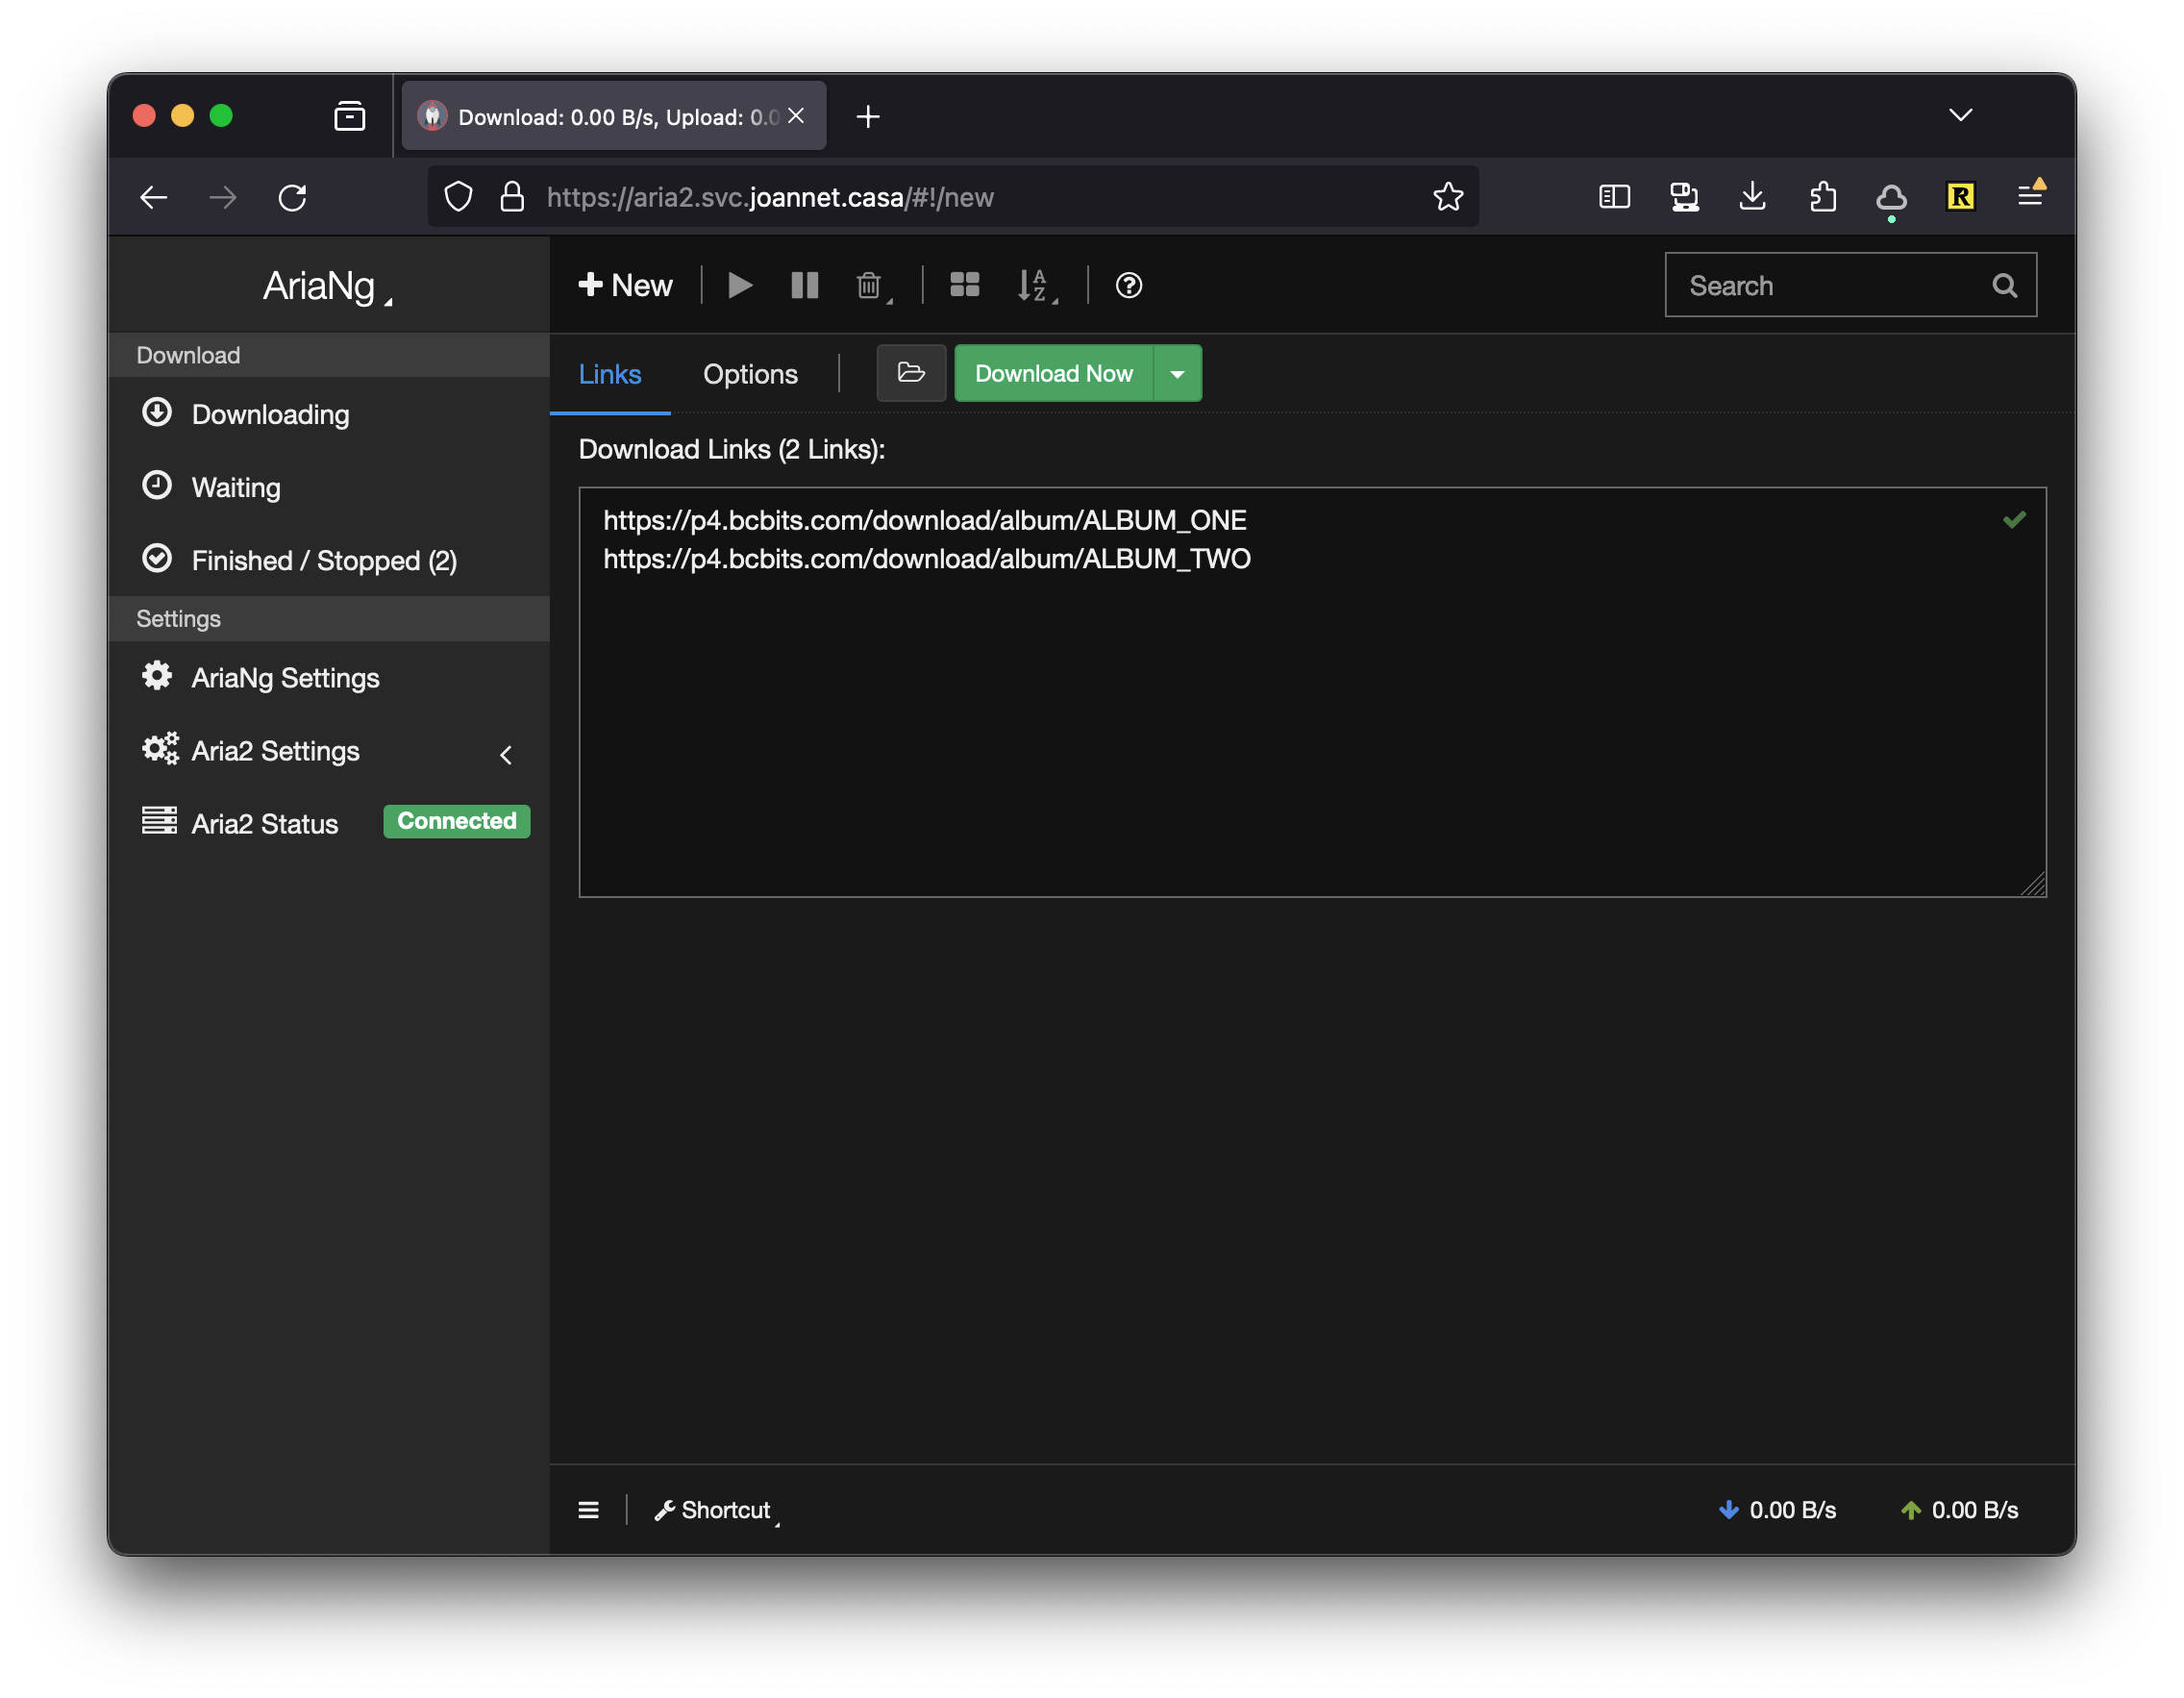 Download: 0.00 B/s, Upload: 0.0
https://aria2.svc.joannet.casa/#!/new
R
AriaNg
New
Search
Download
Downloading
Waiting
Finished / Stopped (2)
Settings
AriaNg Settings
Aria2 Settings
Aria2 Status Connected
Links Options Download Now
Download Links (2 Links):
https://p4.bcbits.com/download/album/ALBUM_ONE
https://p4.bcbits.com/download/album/ALBUM_TWO
Shortcut 0.00 B/s 0.00 B/s